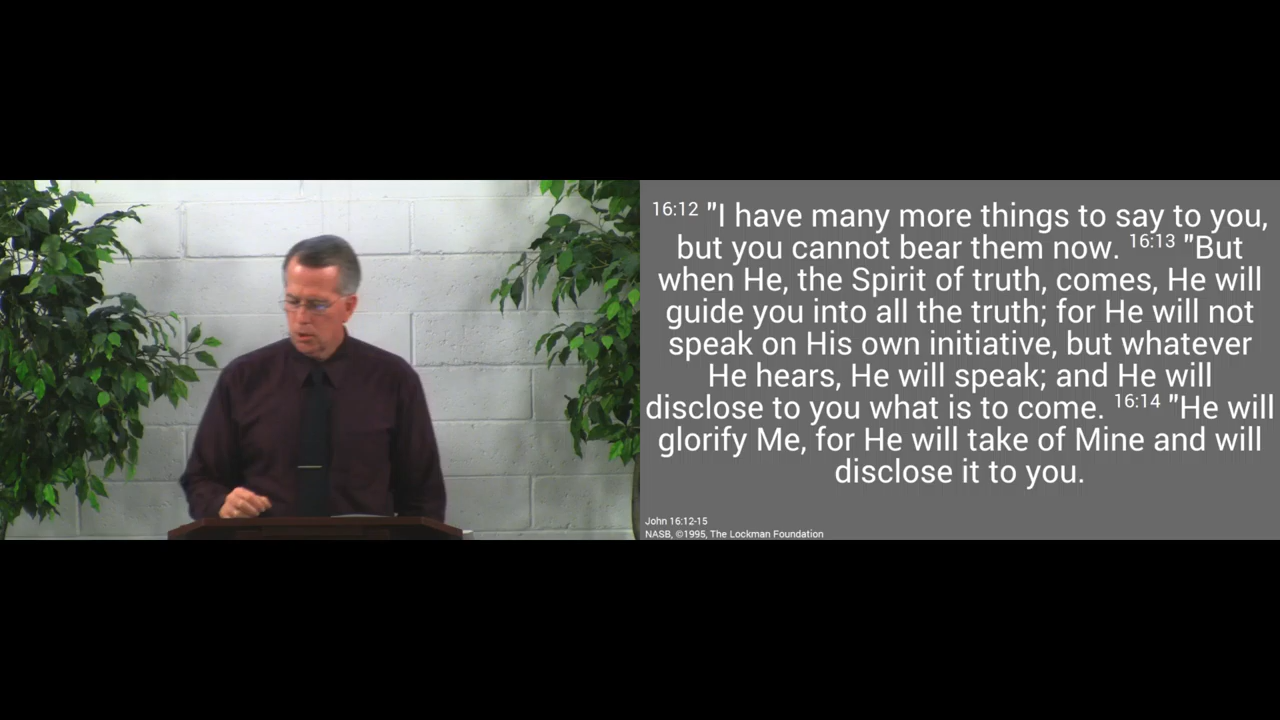 16:12 "I have many more things to say to you,
but you cannot bear them now. 16:13 "But
when He, the Spirit of truth, comes, He will
guide you into all the truth; for He will not
speak on His own initiative, but whatever
He hears, He will speak; and He will
disclose to you what is to come. 16:14 "He will
glorify Me, for He will take of Mine and will
disclose it to you.
John 16:12-15
NASB, ©1995, The Lockman Foundation